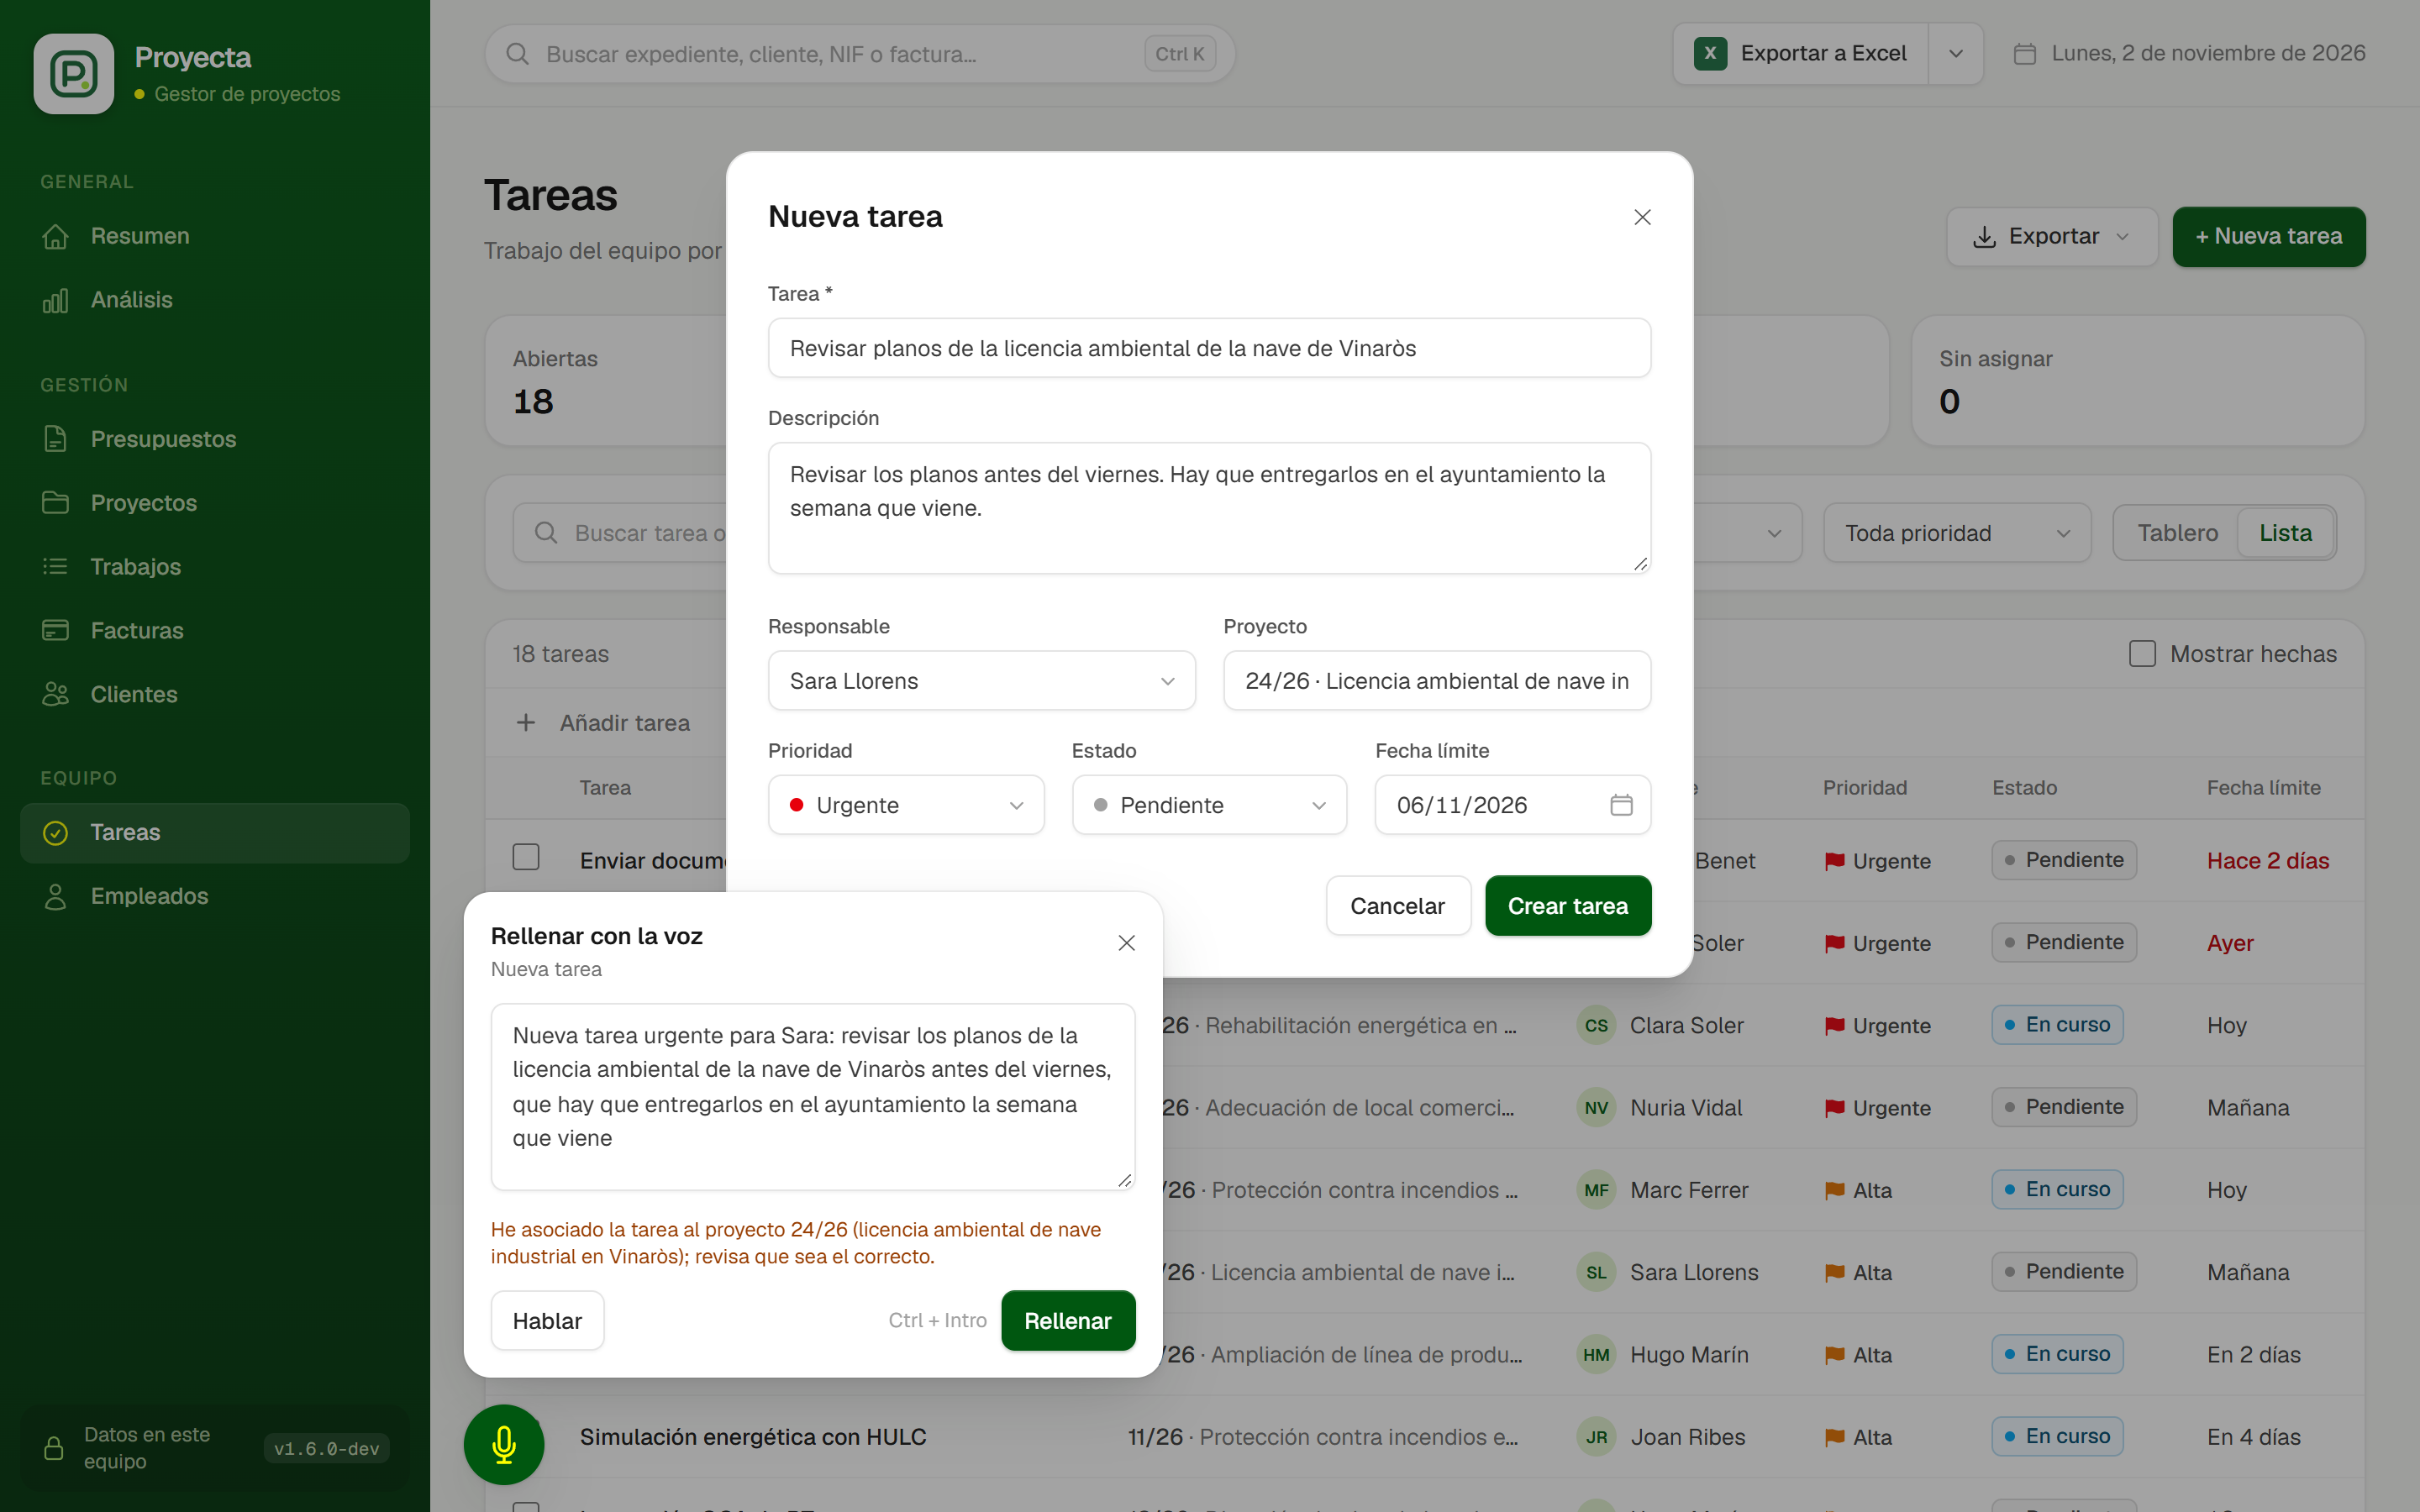 Proyecta
Gestor de proyectos
GENERAL
Resumen
Análisis
GESTIÓN
Presupuestos
Proyectos
Trabajos
Facturas
Clientes
EQUIPO
Tareas
Empleados
Datos en este
equipo
v1.6.0-dev
Buscar expediente, cliente, NIF o factura...
Ctrl K
X
Exportar a Excel
Lunes, 2 de noviembre de 2026
Tareas
Trabajo del equipo por
Exportar
+ Nueva tarea
Abiertas
18
Sin asignar
0
Buscar tarea o
Toda prioridad
Tablero
Lista
18 tareas
Mostrar hechas
+ Añadir tarea
Tarea
Prioridad
Estado
Fecha límite
Enviar docum
Benet
Urgente
Pendiente
Hace 2 días
Soler
Urgente
Pendiente
Ayer
26 · Rehabilitación energética en ...
CS
Clara Soler
Urgente
En curso
Hoy
26 · Adecuación de local comerci...
NV
Nuria Vidal
Urgente
Pendiente
Mañana
/26 · Protección contra incendios ...
MF
Marc Ferrer
Alta
En curso
Hoy
/26 · Licencia ambiental de nave i...
SL
Sara Llorens
Alta
Pendiente
Mañana
/26 · Ampliación de línea de produ...
HM
Hugo Marín
Alta
En curso
En 2 días
Simulación energética con HULC
11/26 · Protección contra incendios e...
JR
Joan Ribes
Alta
En curso
En 4 días
Nueva tarea
Tarea *
Revisar planos de la licencia ambiental de la nave de Vinaròs
Descripción
Revisar los planos antes del viernes. Hay que entregarlos en el ayuntamiento la
semana que viene.
Responsable
Proyecto
Sara Llorens
24/26 · Licencia ambiental de nave in
Prioridad
Estado
Fecha límite
Urgente
Pendiente
06/11/2026
Cancelar
Crear tarea
Rellenar con la voz
Nueva tarea
Nueva tarea urgente para Sara: revisar los planos de la
licencia ambiental de la nave de Vinaròs antes del viernes,
que hay que entregarlos en el ayuntamiento la semana
que viene
He asociado la tarea al proyecto 24/26 (licencia ambiental de nave
industrial en Vinaròs); revisa que sea el correcto.
Hablar
Ctrl + Intro
Rellenar